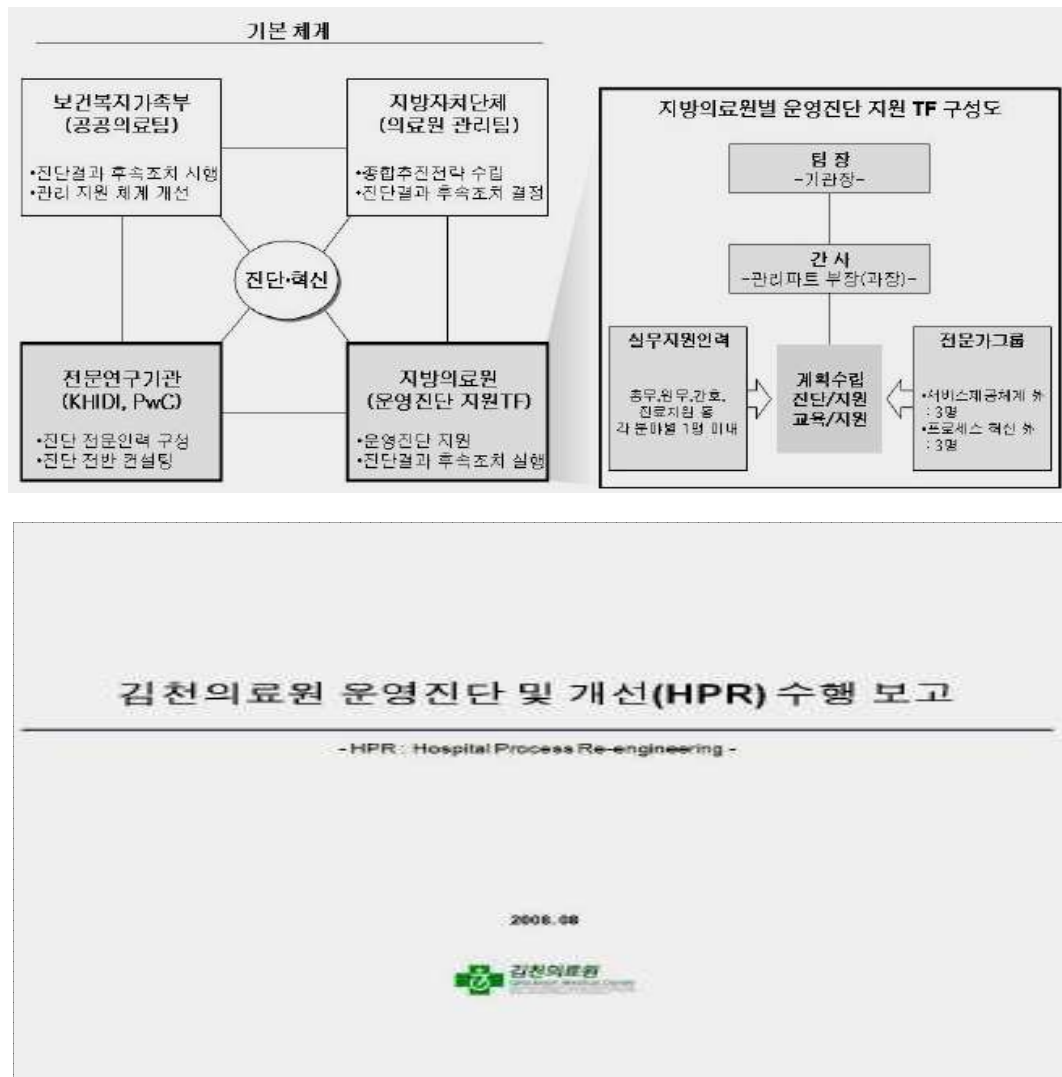 기본 체계
보건복지가족부
(공공의료팀)
•진단결과 후속조치 시행
•관리 지원 체계 개선
지방자치단체
(의료원 관리팀)
•종합추진전략 수립
•진단결과 후속조치 결정
진단·혁신
전문연구기관
(KHIDI, PwC)
•진단 전문인력 구성
•진단 전반 컨설팅
지방의료원
(운영진단 지원TF)
•운영진단 지원
•진단결과 후속조치 실행
지방의료원별 운영진단 지원 TF 구성도
팀 장
-기관장-
간 사
-관리파트 부장(과장)-
실무지원인력
총무,원무,간호,
진료지원 등
각 분야별 1명 이내
계획수립
진단/지원
교육/지원
전문가그룹
•서비스제공체계 外
: 3명
•프로세스 혁신 外
: 3명
김천의료원 운영진단 및 개선(HPR) 수행 보고
- HPR : Hospital Process Re-engineering -
2008. 08
김천의료원